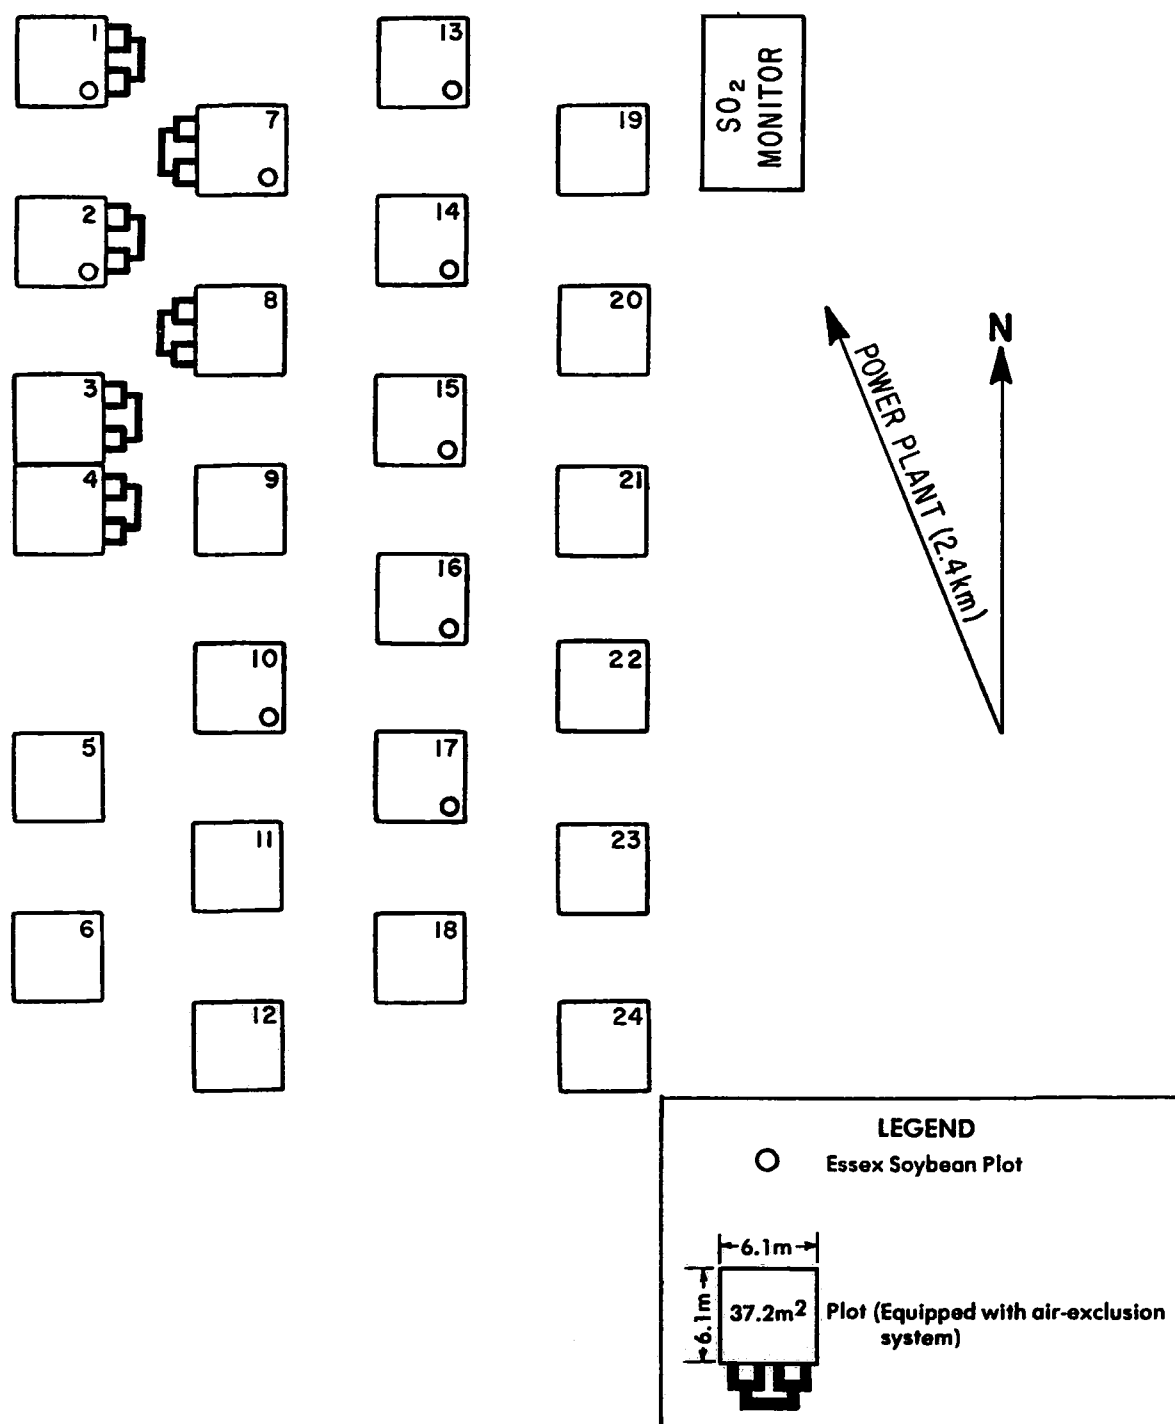 1
13
SO2
MONITOR
7
19
2
14
8
20
N
3
15
POWER PLANT (2.4km)
4
9
21
16
10
22
5
17
11
23
6
18
12
24
LEGEND
Essex Soybean Plot
6.1m
6.1m
37.2m²
Plot (Equipped with air-exclusion
system)